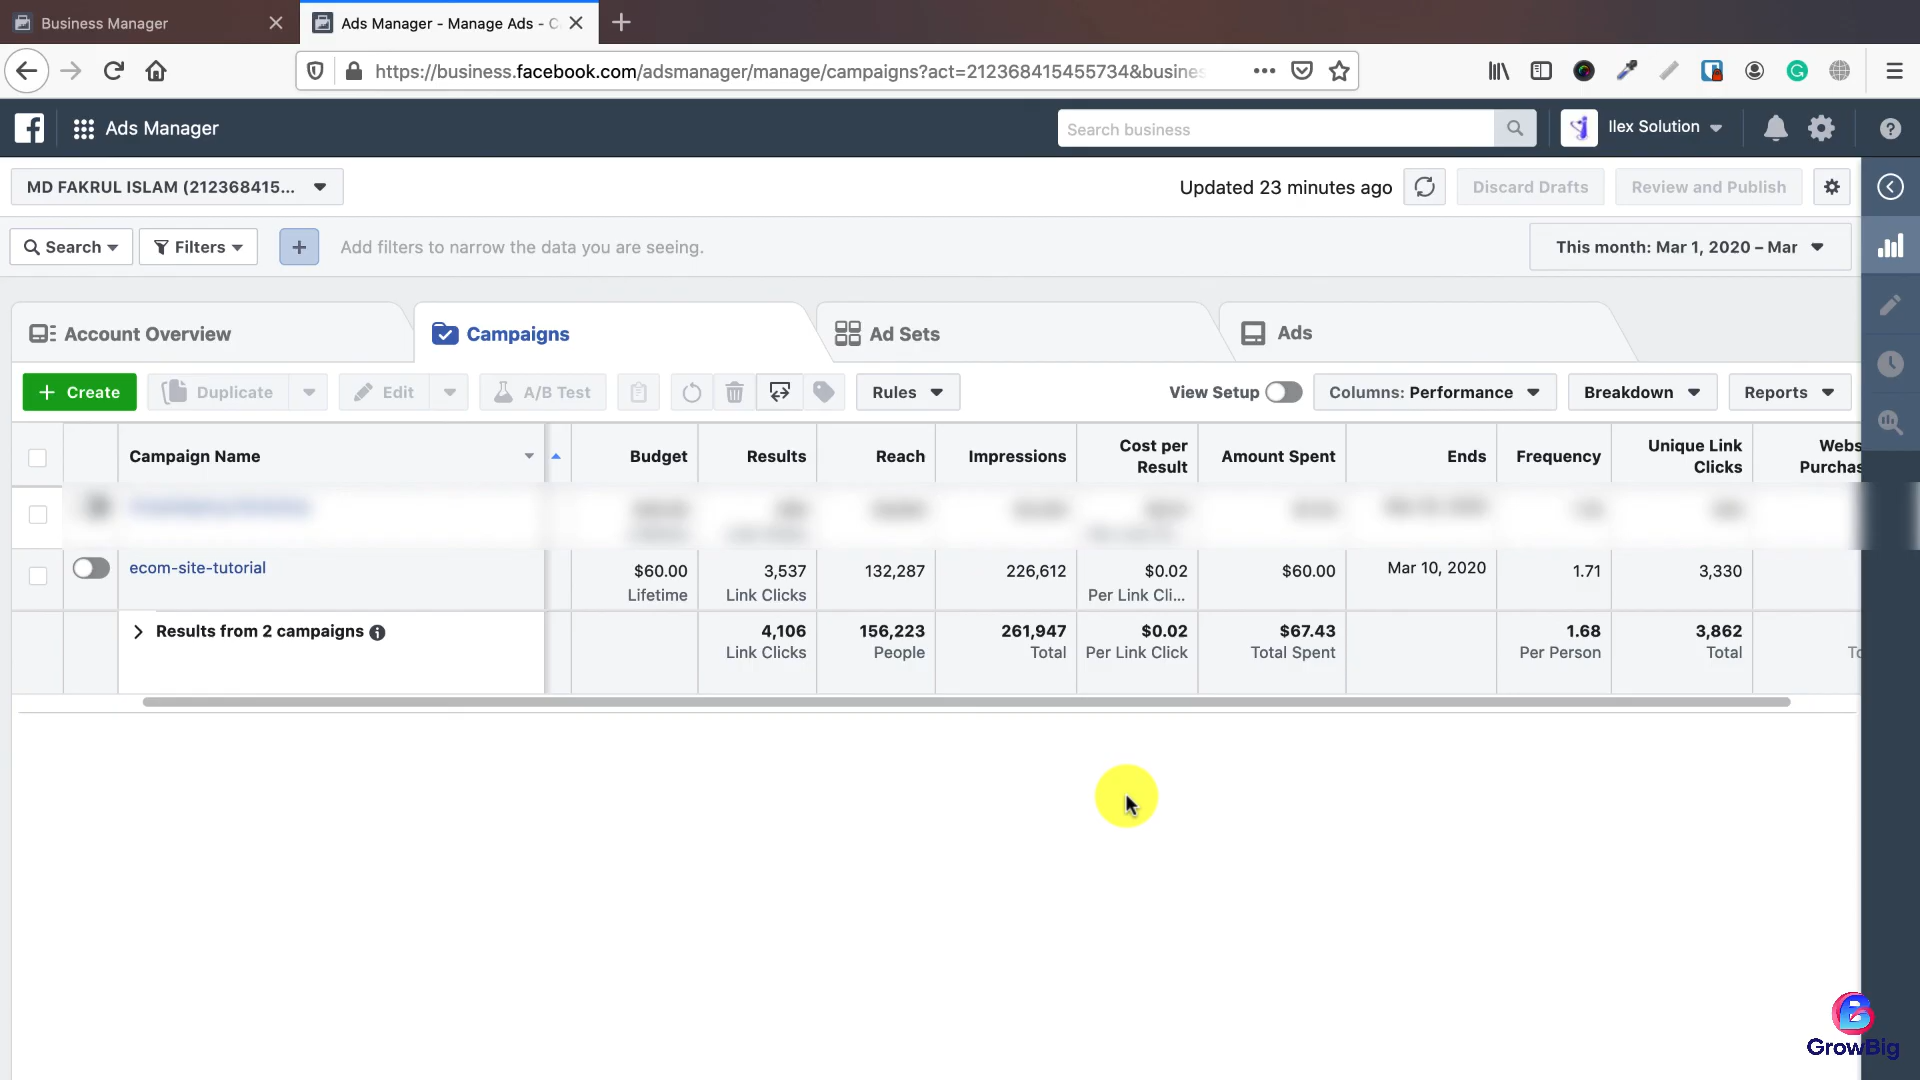 Business Manager
Ads Manager - Manage Ads - C
https://business.facebook.com/adsmanager/manage/campaigns?act=212368415455734&busines
Ads Manager
Search business
Ilex Solution
MD FAKRUL ISLAM (212368415...
Updated 23 minutes ago
Discard Drafts
Review and Publish
Search
Filters
Add filters to narrow the data you are seeing.
This month: Mar 1, 2020 – Mar
Account Overview
Campaigns
Ad Sets
Ads
+ Create
Duplicate
Edit
A/B Test
Rules
View Setup
Columns: Performance
Breakdown
Reports
Campaign Name
Budget
Results
Reach
Impressions
Cost per
Result
Amount Spent
Ends
Frequency
Unique Link
Clicks
Webs
Purchas
ecom-site-tutorial
$60.00
Lifetime
3,537
Link Clicks
132,287
226,612
$0.02
Per Link Cli...
$60.00
Mar 10, 2020
1.71
3,330
Results from 2 campaigns
4,106
Link Clicks
156,223
People
261,947
Total
$0.02
Per Link Click
$67.43
Total Spent
1.68
Per Person
3,862
Total
To
GrowBig